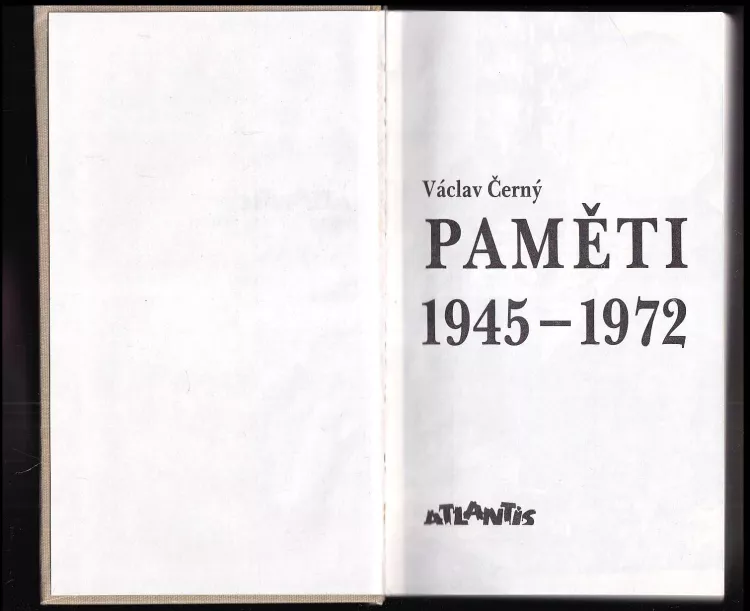 Václav Černý
PAMĚTI
1945–1972
ATLANTIS